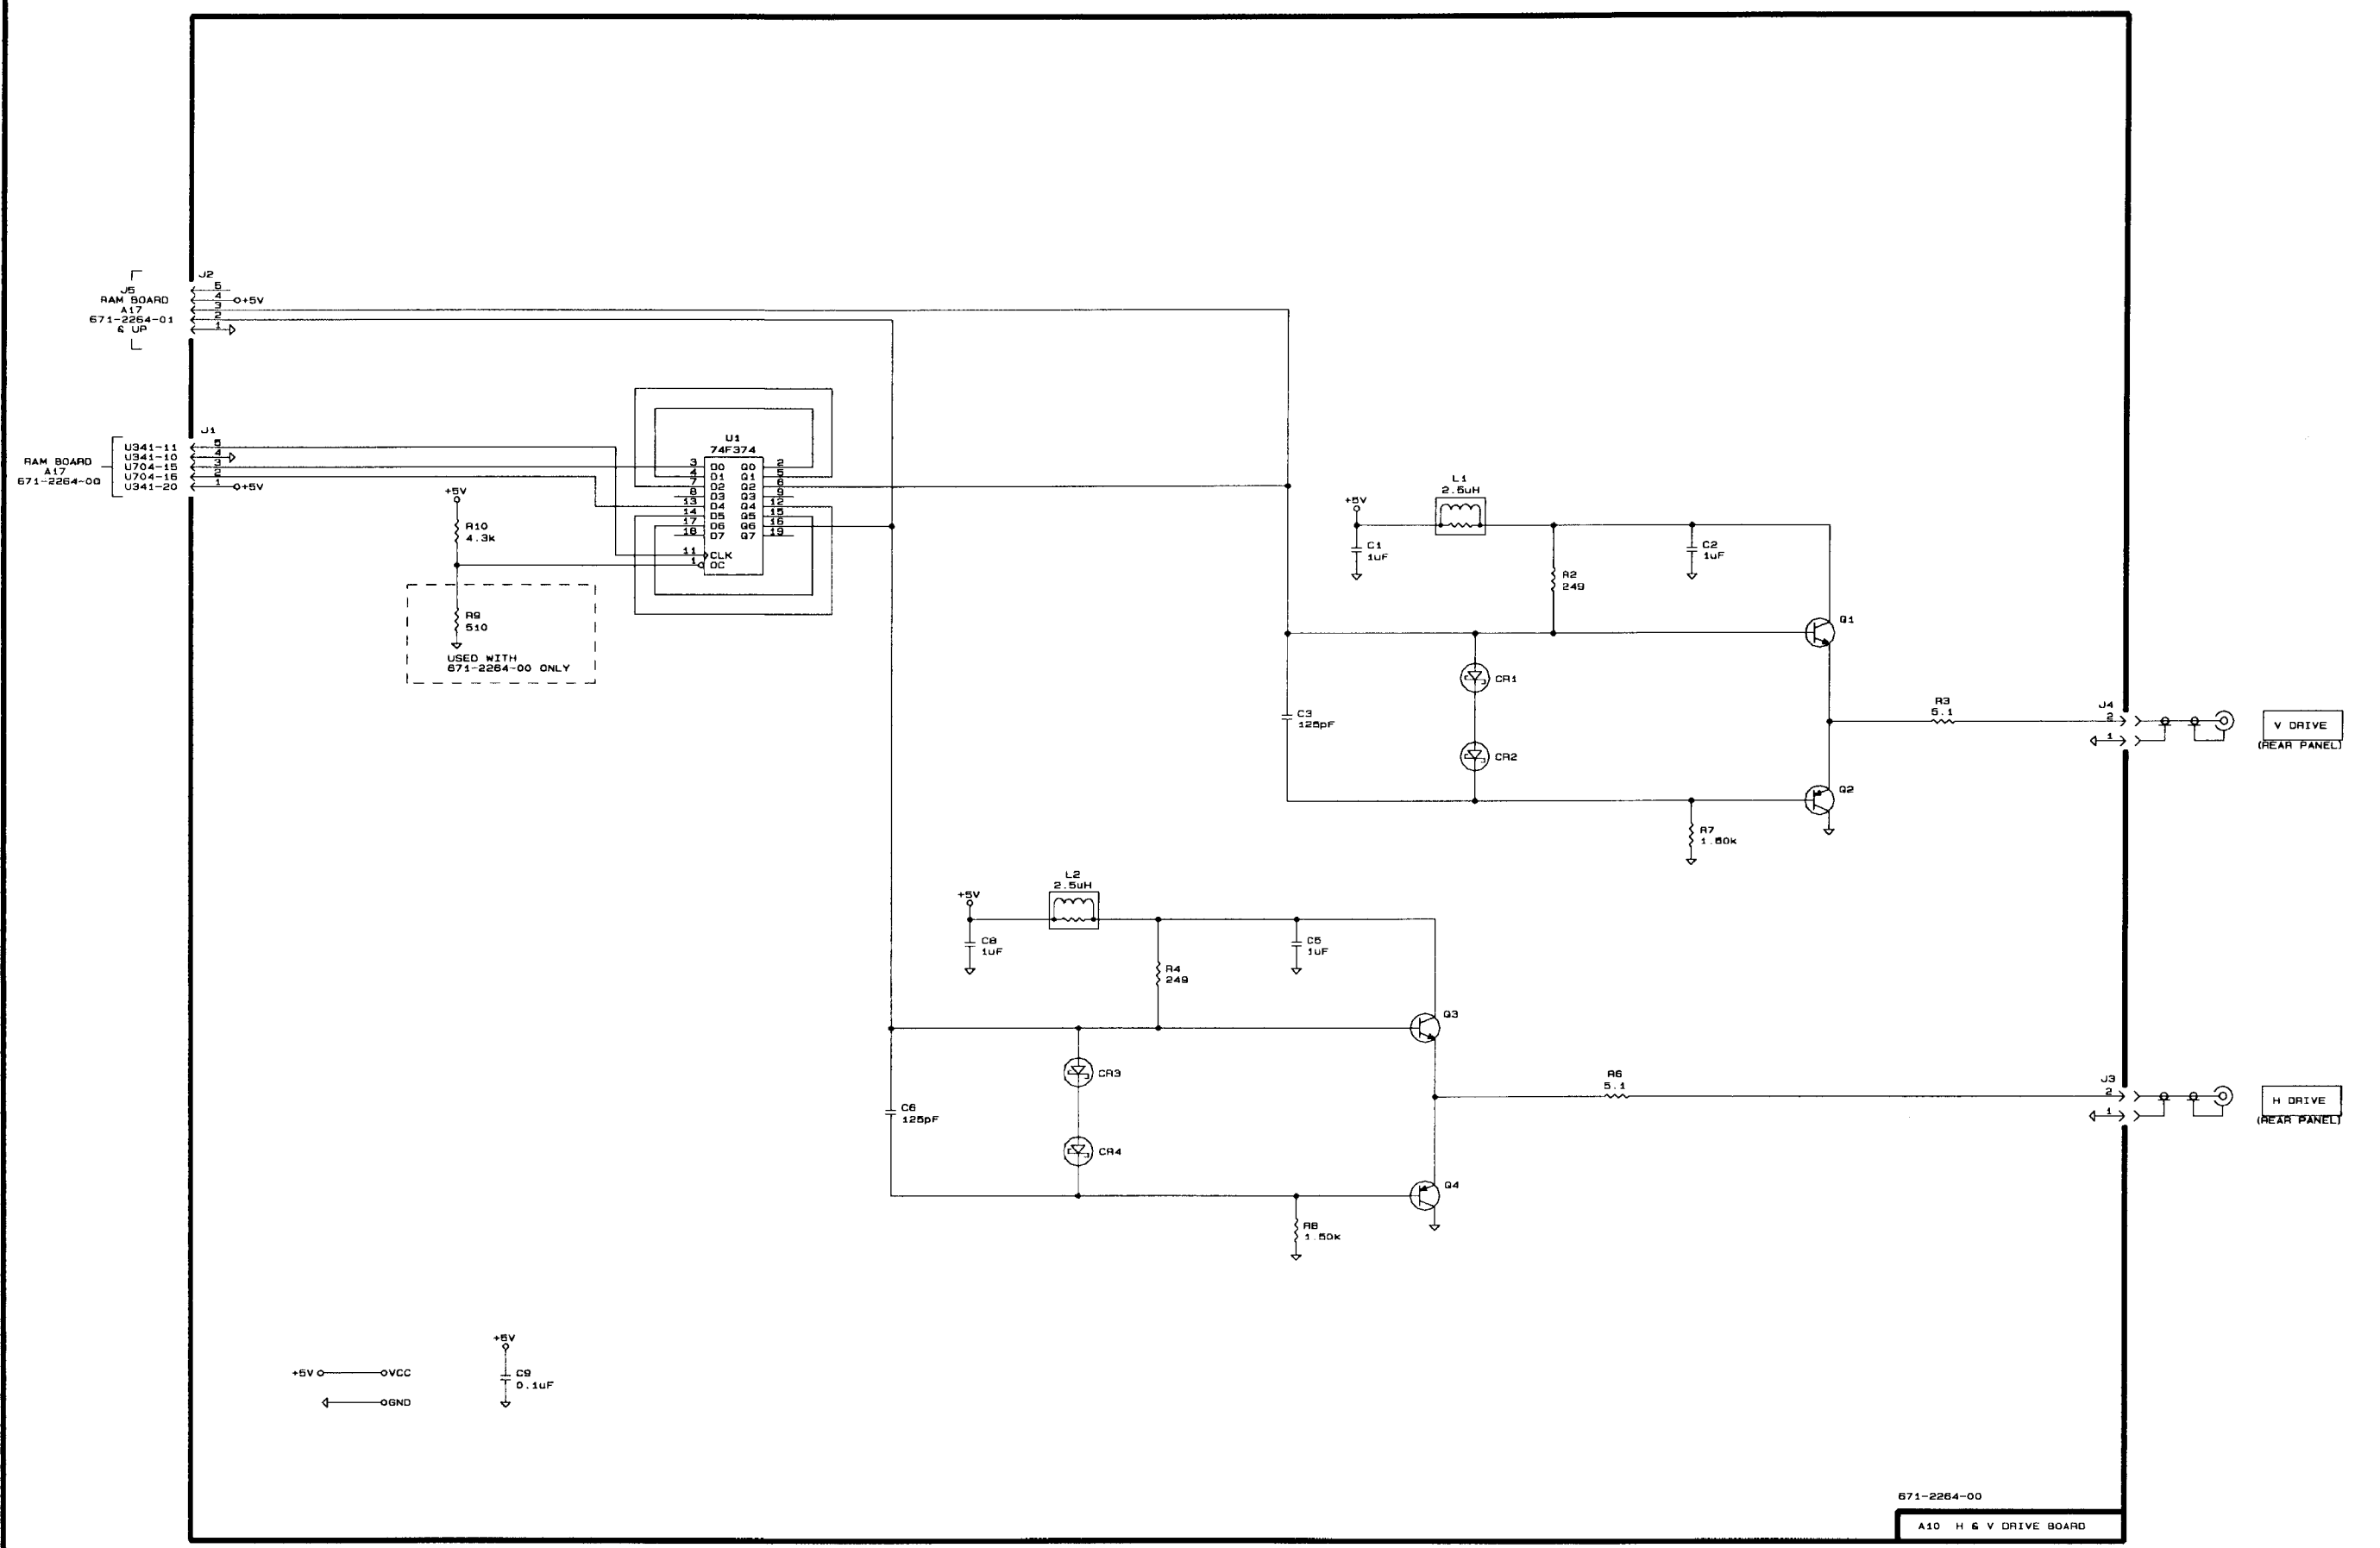 J2
J5
RAM BOARD
A17
671-2264-01
& UP
5
4
3
2
1
+5V
J1
RAM BOARD
A17
671-2264-00
U341-11
U341-10
U704-15
U704-16
U341-20
5
4
3
2
1
+5V
U1
74F374
3 D0 Q0 2
4 D1 Q1 5
7 D2 Q2 6
8 D3 Q3 9
13 D4 Q4 12
14 D5 Q5 15
17 D6 Q6 16
18 D7 Q7 19
11 CLK
1 OC
+5V
R10
4.3k
R9
510
USED WITH
671-2264-00 ONLY
+5V
L1
2.5uH
C1
1uF
R2
249
C2
1uF
Q1
CR1
C3
125pF
CR2
Q2
R7
1.50k
R3
5.1
J4
2
1
V DRIVE
(REAR PANEL)
+5V
L2
2.5uH
C8
1uF
R4
249
C5
1uF
Q3
CR3
C6
125pF
CR4
Q4
R8
1.50k
R6
5.1
J3
2
1
H DRIVE
(REAR PANEL)
+5V VCC
GND
+5V
C9
0.1uF
671-2264-00
A10 H & V DRIVE BOARD